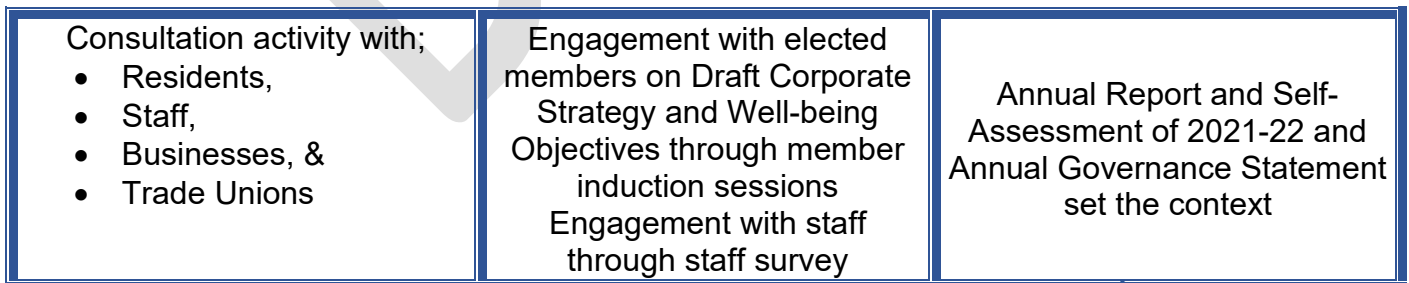 Consultation activity with;
• Residents,
• Staff,
• Businesses, &
• Trade Unions
Engagement with elected
members on Draft Corporate
Strategy and Well-being
Objectives through member
induction sessions
Engagement with staff
through staff survey
Annual Report and Self-
Assessment of 2021-22 and
Annual Governance Statement
set the context